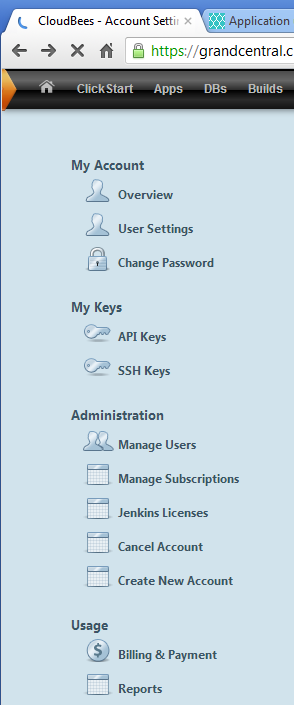 CloudBees - Account Settin
Application
https://grandcentral.c
ClickStart Apps DBs Builds
My Account
Overview
User Settings
Change Password
My Keys
API Keys
SSH Keys
Administration
Manage Users
Manage Subscriptions
Jenkins Licenses
Cancel Account
Create New Account
Usage
Billing & Payment
Reports